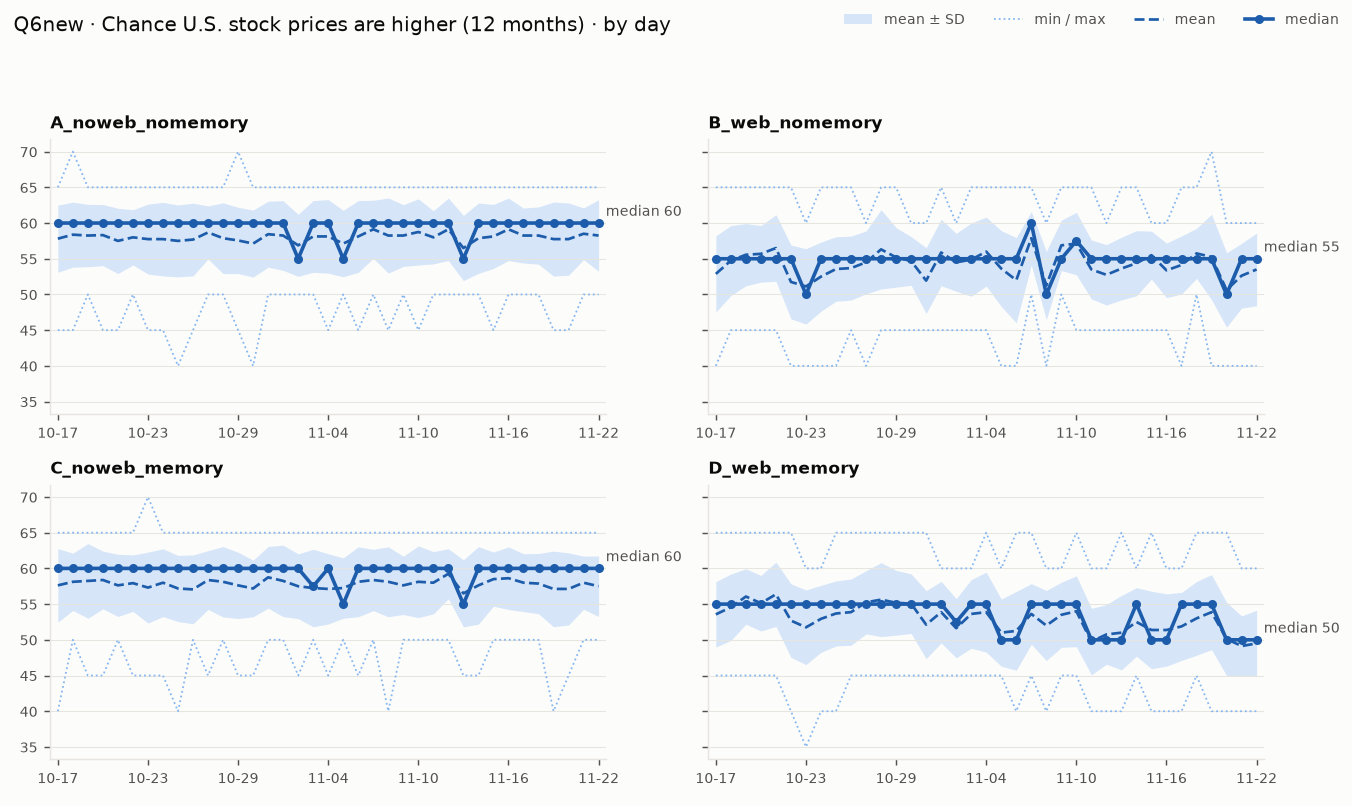 Q6new · Chance U.S. stock prices are higher (12 months) · by day
mean ± SD min / max mean median
A_noweb_nomemory
70
65
60
55
50
45
40
35
median 60
10-17 10-23 10-29 11-04 11-10 11-16 11-22
B_web_nomemory
median 55
10-17 10-23 10-29 11-04 11-10 11-16 11-22
C_noweb_memory
70
65
60
55
50
45
40
35
median 60
10-17 10-23 10-29 11-04 11-10 11-16 11-22
D_web_memory
median 50
10-17 10-23 10-29 11-04 11-10 11-16 11-22